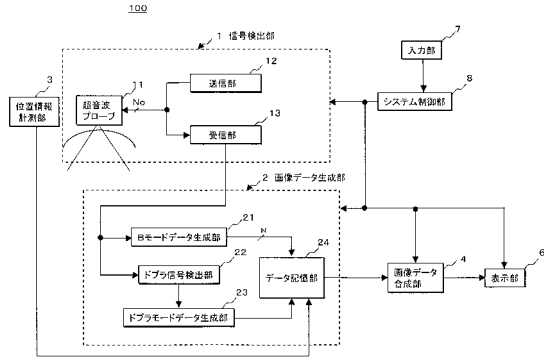 100
1 信号検出部
7
入力部
3
位置情報
計測部
11
超音波
プローブ
No
12
送信部
13
受信部
8
システム制御部
2 画像データ生成部
21
Bモードデータ生成部
N
22
ドプラ信号検出部
23
ドプラモードデータ生成部
24
データ記憶部
4
画像データ
合成部
6
表示部